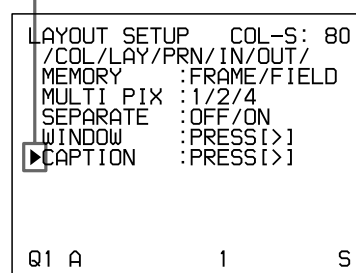 LAYOUT SETUP COL-S: 80
/COL/LAY/PRN/IN/OUT/
MEMORY :FRAME/FIELD
MULTI PIX :1/2/4
SEPARATE :OFF/ON
WINDOW :PRESS[>]
▶CAPTION :PRESS[>]
Q1 A 1 S